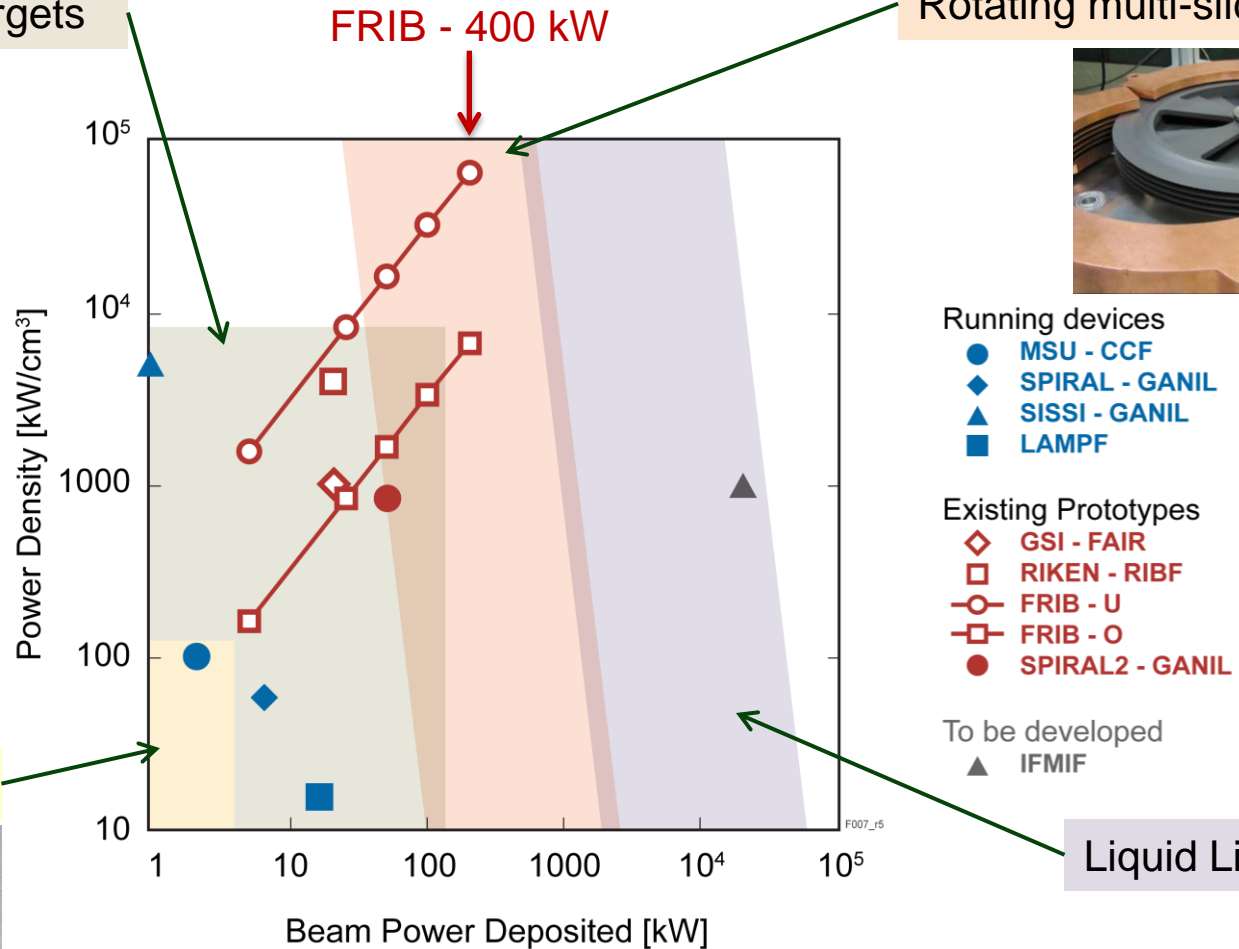 FRIB - 400 kW
Rotating multi-slic
10⁵
10⁴
1000
100
10
Power Density [kW/cm³]
1 10 100 1000 10⁴ 10⁵
Beam Power Deposited [kW]
F007_r5
Running devices
MSU - CCF
SPIRAL - GANIL
SISSI - GANIL
LAMPF
Existing Prototypes
GSI - FAIR
RIKEN - RIBF
FRIB - U
FRIB - O
SPIRAL2 - GANIL
To be developed
IFMIF
Liquid Li